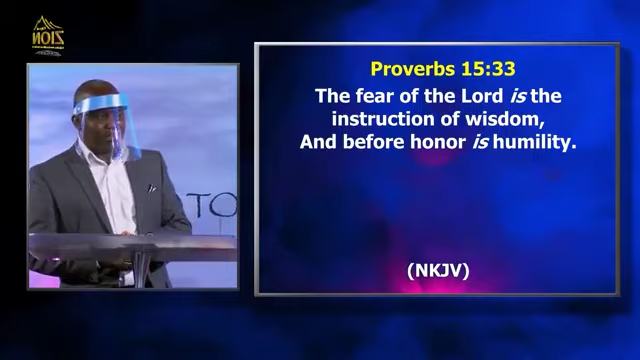 ZION
TO
Proverbs 15:33
The fear of the Lord is the
instruction of wisdom,
And before honor is humility.
(NKJV)